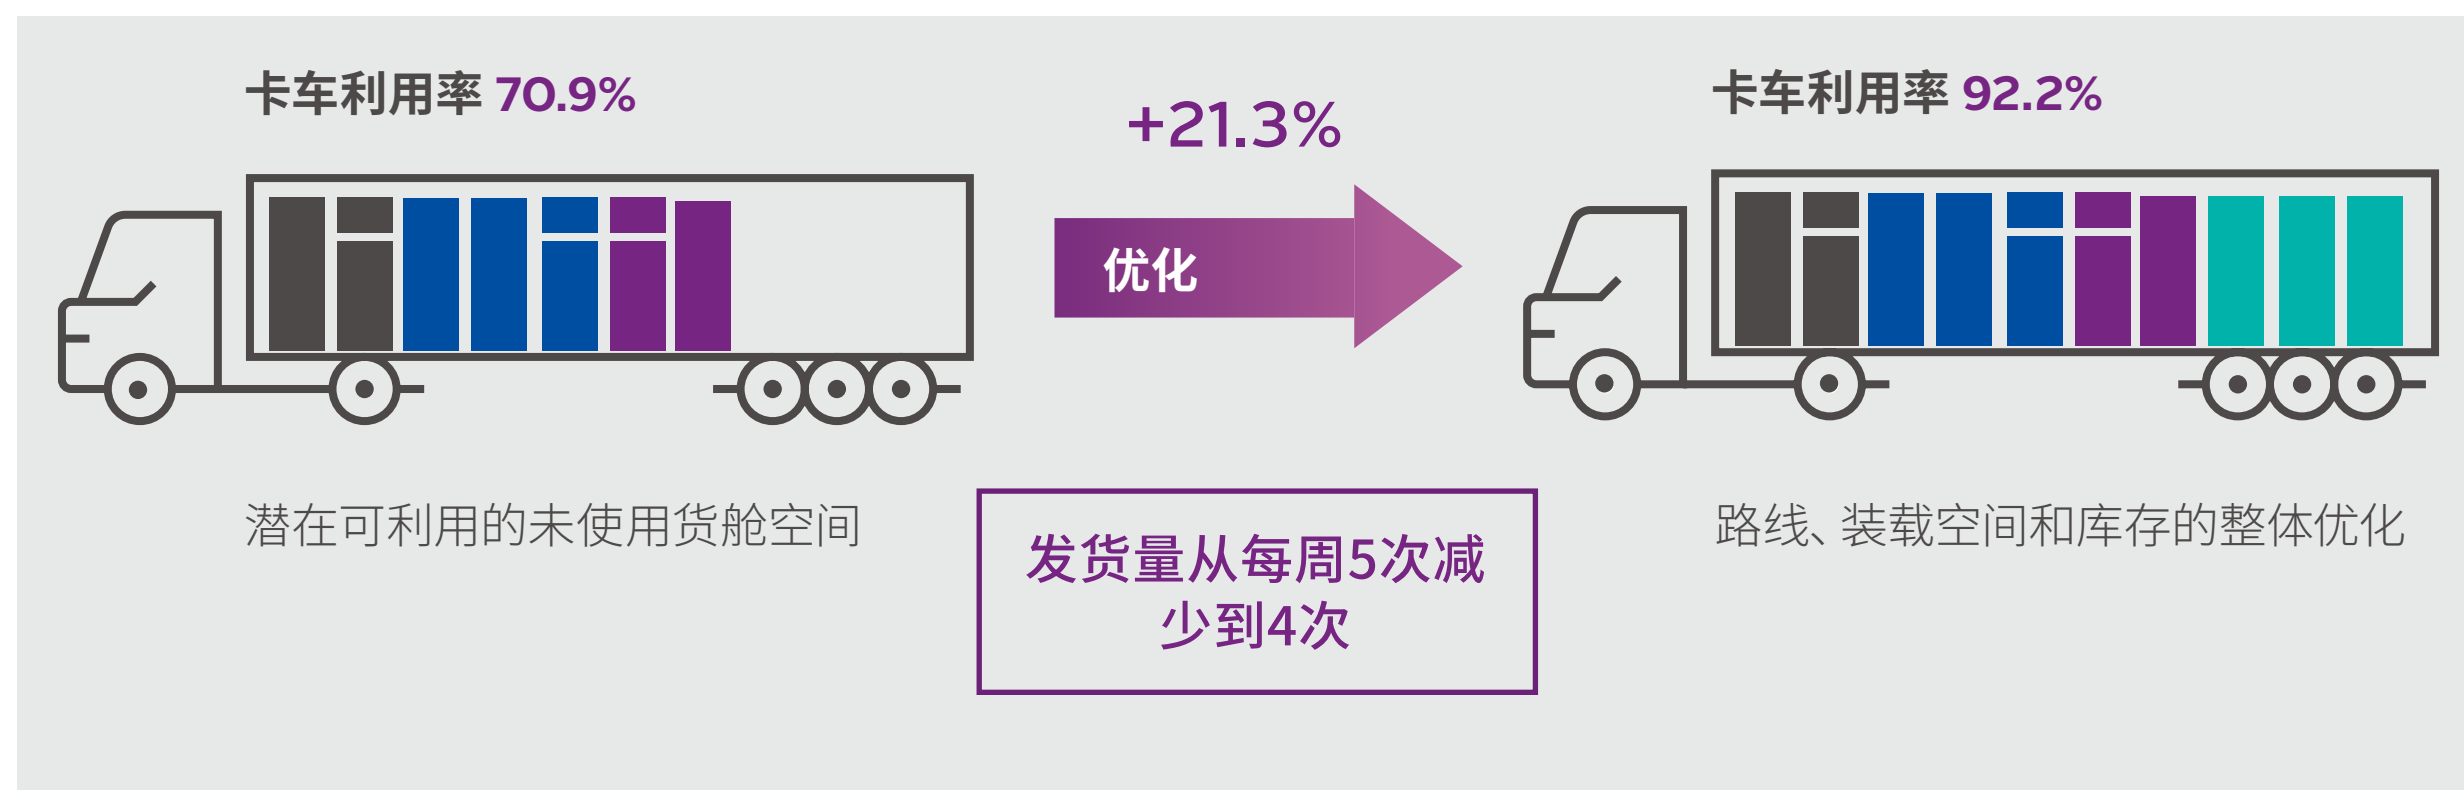 卡车利用率 70.9%
+21.3%
卡车利用率 92.2%
优化
潜在可利用的未使用货舱空间
发货量从每周5次减
少到4次
路线、装载空间和库存的整体优化